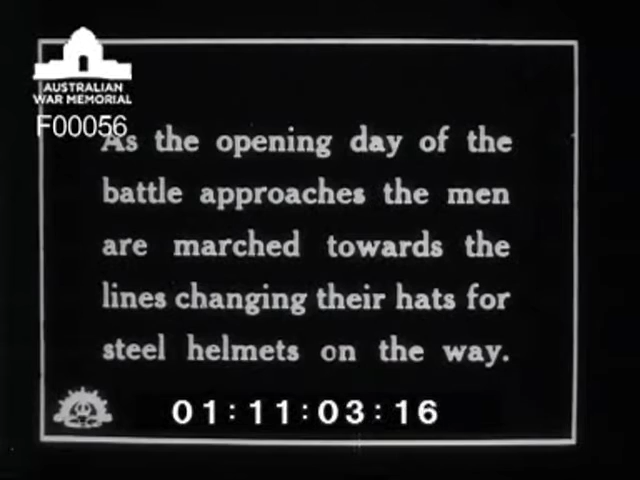 AUSTRALIAN
WAR MEMORIAL
F00056
As the opening day of the
battle approaches the men
are marched towards the
lines changing their hats for
steel helmets on the way.
01:11:03:16